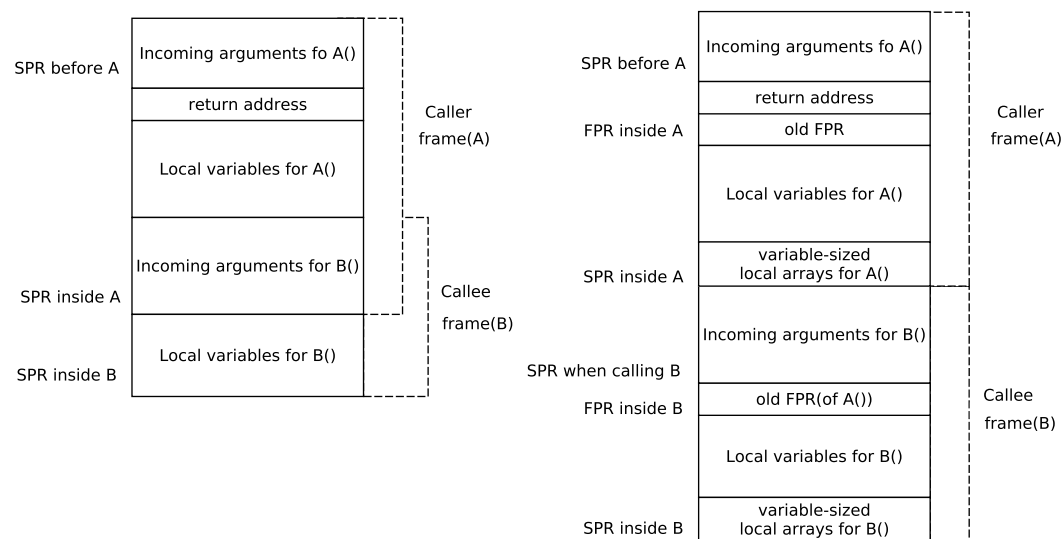 Incoming arguments fo A()
SPR before A
return address
Caller
frame(A)
Local variables for A()
Incoming arguments for B()
SPR inside A
Callee
frame(B)
Local variables for B()
SPR inside B
Incoming arguments fo A()
SPR before A
return address
Caller
frame(A)
FPR inside A
old FPR
Local variables for A()
variable-sized
local arrays for A()
SPR inside A
Incoming arguments for B()
SPR when calling B
old FPR(of A())
FPR inside B
Callee
frame(B)
Local variables for B()
variable-sized
local arrays for B()
SPR inside B